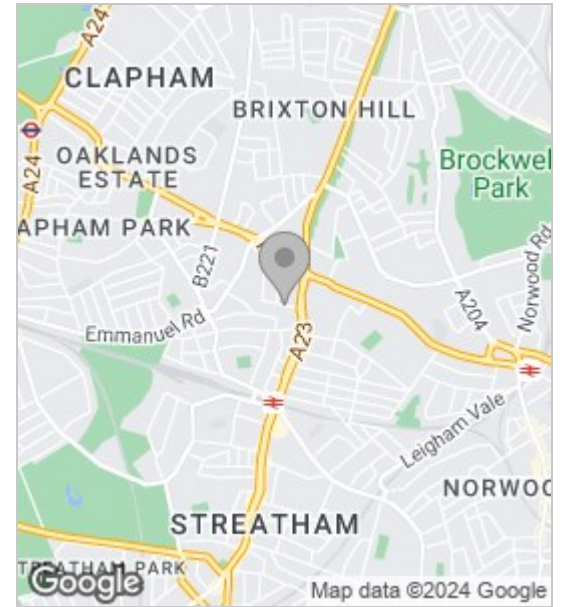 A24
CLAPHAM
BRIXTON HILL
OAKLANDS
ESTATE
A24
Brockwel
Park
APHAM PARK
B221
Norwood Rd
A204
Emmanuel Rd
A23
Leigham Vale
NORWOO
STREATHAM
TREATHAM PARK
Google
Map data ©2024 Google